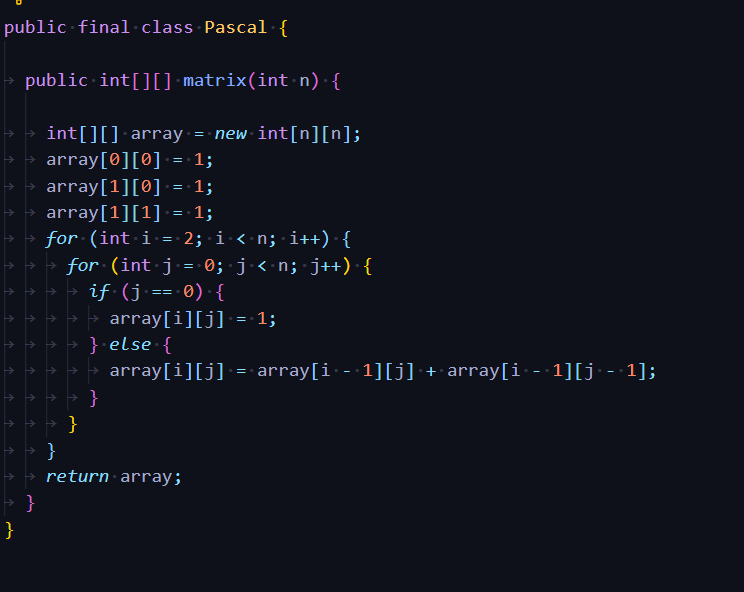 public final class Pascal {
public int[][] matrix(int n) {
int[][] array = new int[n][n];
array[0][0] = 1;
array[1][0] = 1;
array[1][1] = 1;
for (int i = 2; i < n; i++) {
for (int j = 0; j < n; j++) {
if (j == 0) {
array[i][j] = 1;
} else {
array[i][j] = array[i - 1][j] + array[i - 1][j - 1];
}
}
}
return array;
}
}